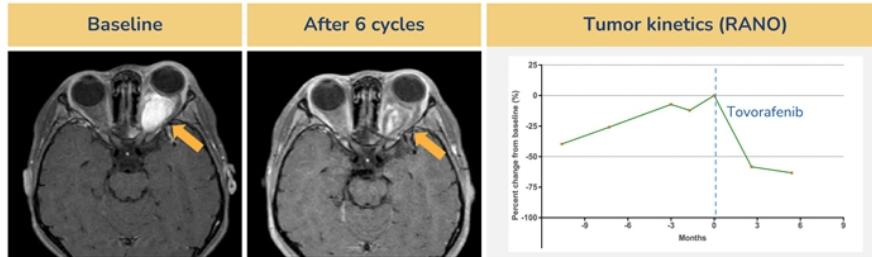 Baseline
After 6 cycles
Tumor kinetics (RANO)
Percent change from baseline (%)
25
0
-25
-50
-75
-100
Tovorafenib
-9
-6
-3
0
3
6
9
Months